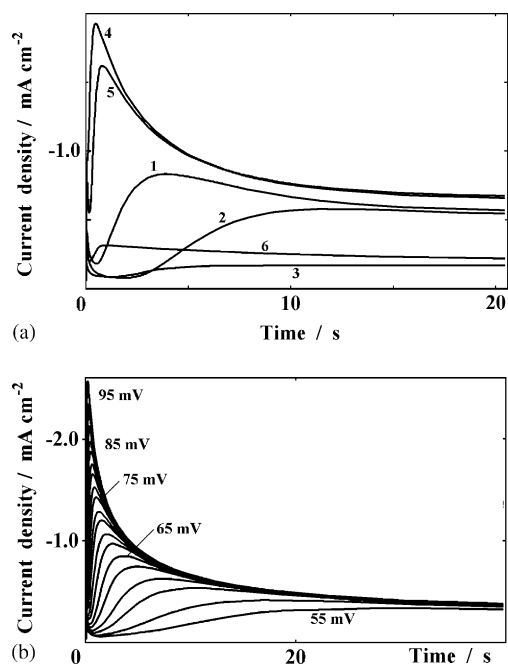 Current density / mA cm-2
-1.0
4
5
1
2
6
3
0
10
20
Time / s
(a)
Current density / mA cm-2
-2.0
-1.0
95 mV
85 mV
75 mV
65 mV
55 mV
0
20
Time / s
(b)